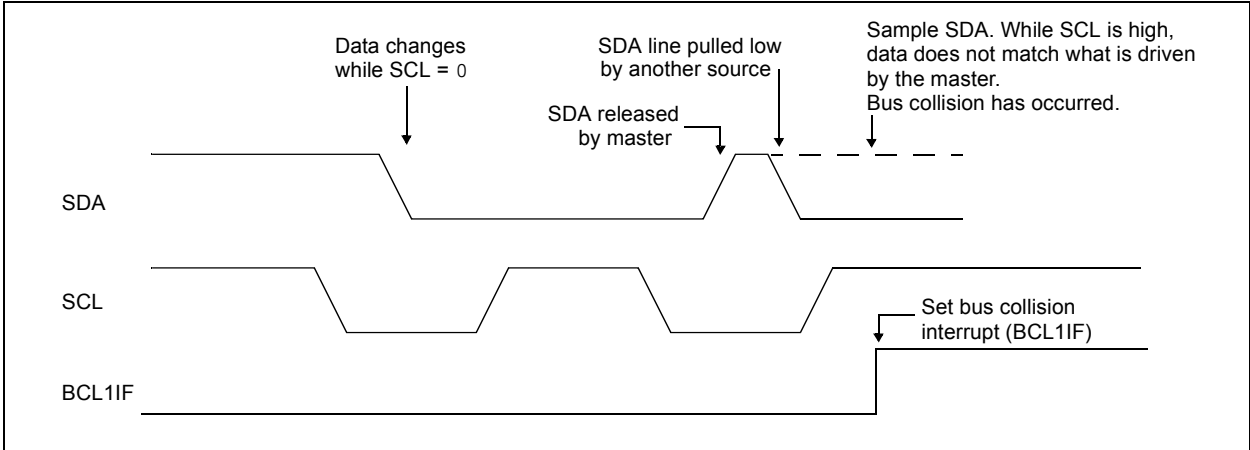 Data changes
while SCL = 0
SDA line pulled low
by another source
Sample SDA. While SCL is high,
data does not match what is driven
by the master.
Bus collision has occurred.
SDA released
by master
SDA
SCL
Set bus collision
interrupt (BCL1IF)
BCL1IF